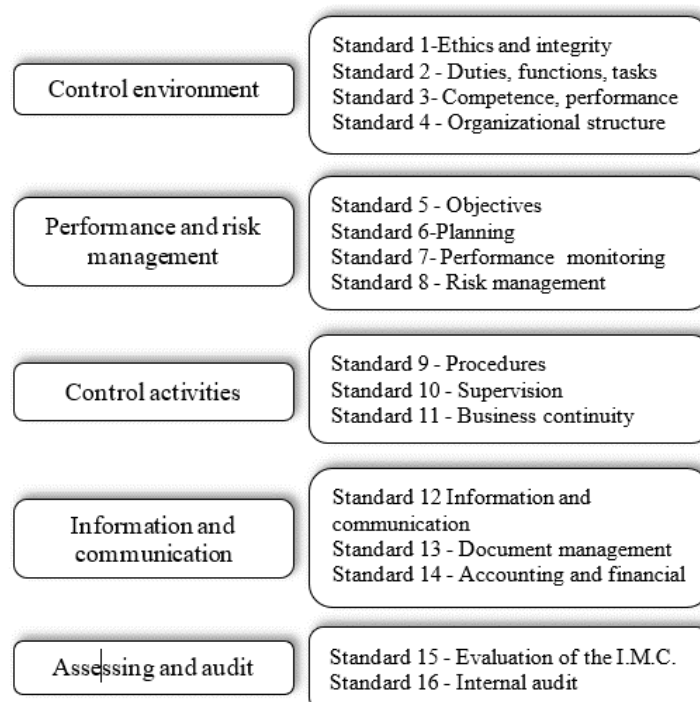 Control environment
Standard 1-Ethics and integrity
Standard 2 - Duties, functions, tasks
Standard 3- Competence, performance
Standard 4 - Organizational structure
Performance and risk
management
Standard 5 - Objectives
Standard 6-Planning
Standard 7- Performance monitoring
Standard 8 - Risk management
Control activities
Standard 9 - Procedures
Standard 10 - Supervision
Standard 11 - Business continuity
Information and
communication
Standard 12 Information and
communication
Standard 13 - Document management
Standard 14 - Accounting and financial
Assessing and audit
Standard 15 - Evaluation of the I.M.C.
Standard 16 - Internal audit